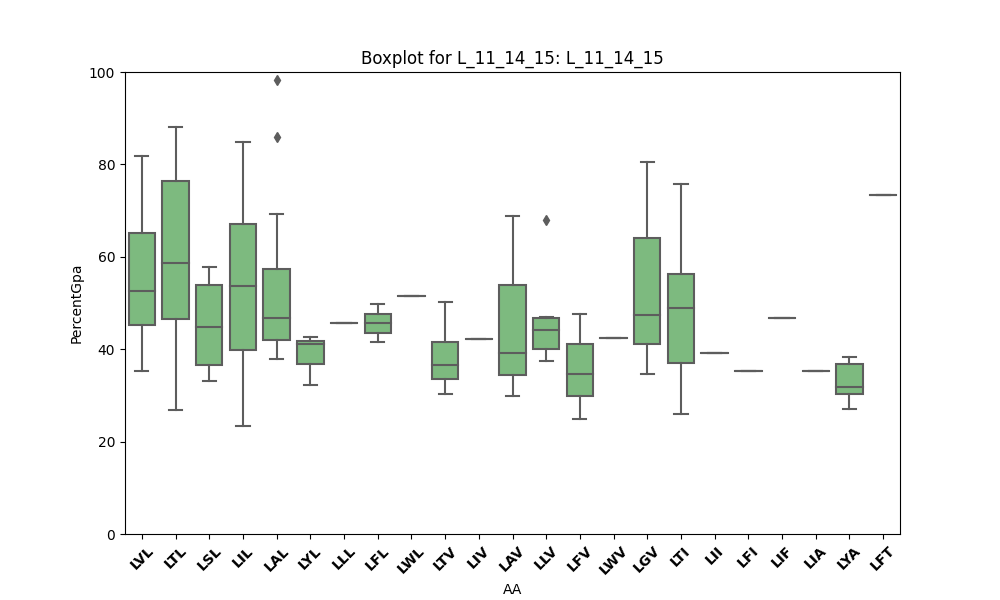 Boxplot for L_11_14_15: L_11_14_15
PercentGpa
100
80
60
40
20
0
LVL LTL LSL LIL LAL LYL LLL LFL LWL LTV LIV LAV LLV LFV LWV LGV LTI LII LFI LIF LIA LYA LFT
AA